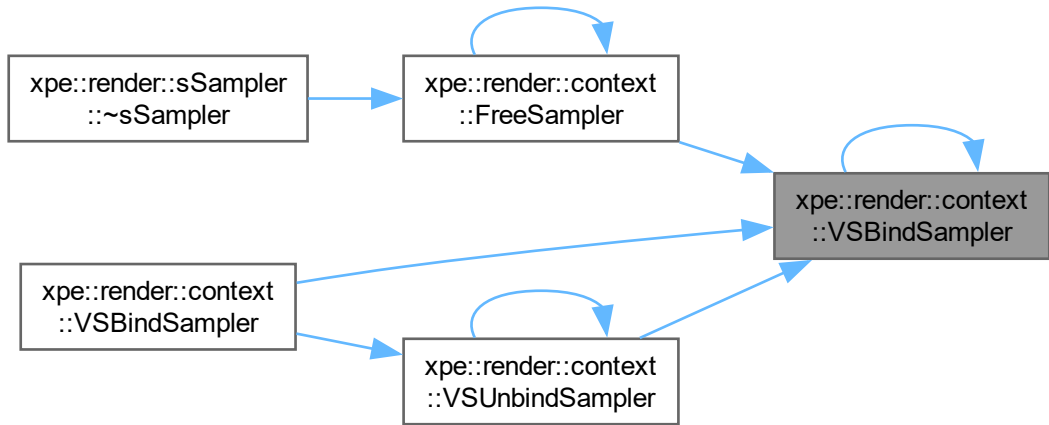 xpe::render::sSampler
::~sSampler
xpe::render::context
::FreeSampler
xpe::render::context
::VSBindSampler
xpe::render::context
::VSBindSampler
xpe::render::context
::VSUnbindSampler